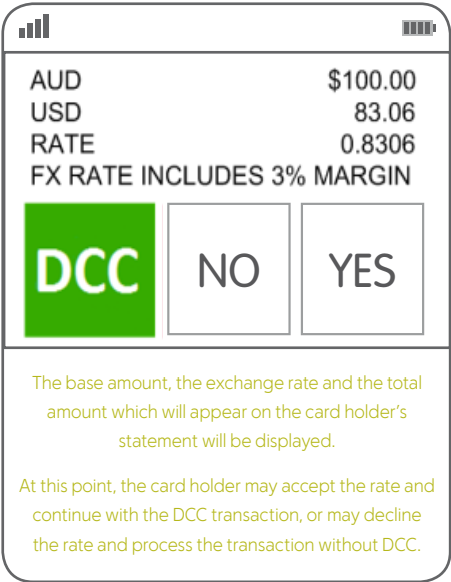 AUD $100.00
USD 83.06
RATE 0.8306
FX RATE INCLUDES 3% MARGIN
DCC NO YES
The base amount, the exchange rate and the total
amount which will appear on the card holder's
statement will be displayed.
At this point, the card holder may accept the rate and
continue with the DCC transaction, or may decline
the rate and process the transaction without DCC.